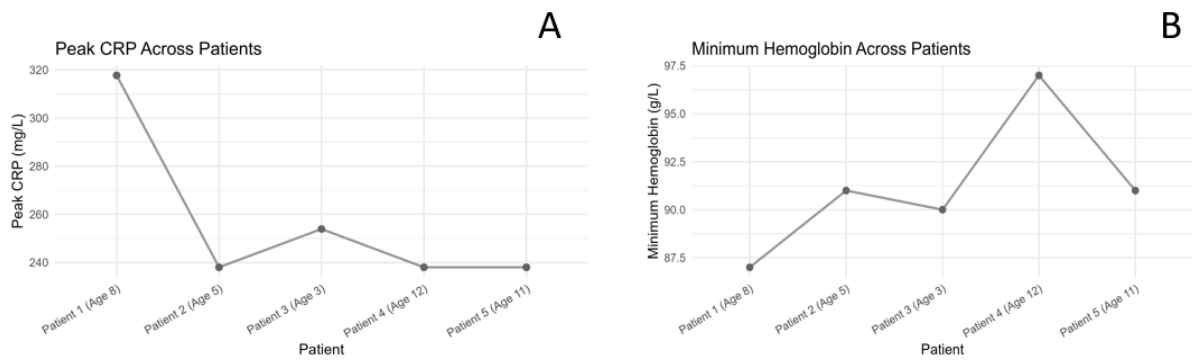 A
Peak CRP Across Patients
320
300
280
260
240
Peak CRP (mg/L)
Patient 1 (Age 8)
Patient 2 (Age 5)
Patient 3 (Age 3)
Patient 4 (Age 12)
Patient 5 (Age 11)
Patient
B
Minimum Hemoglobin Across Patients
97.5
95.0
92.5
90.0
87.5
Minimum Hemoglobin (g/L)
Patient 1 (Age 8)
Patient 2 (Age 5)
Patient 3 (Age 3)
Patient 4 (Age 12)
Patient 5 (Age 11)
Patient